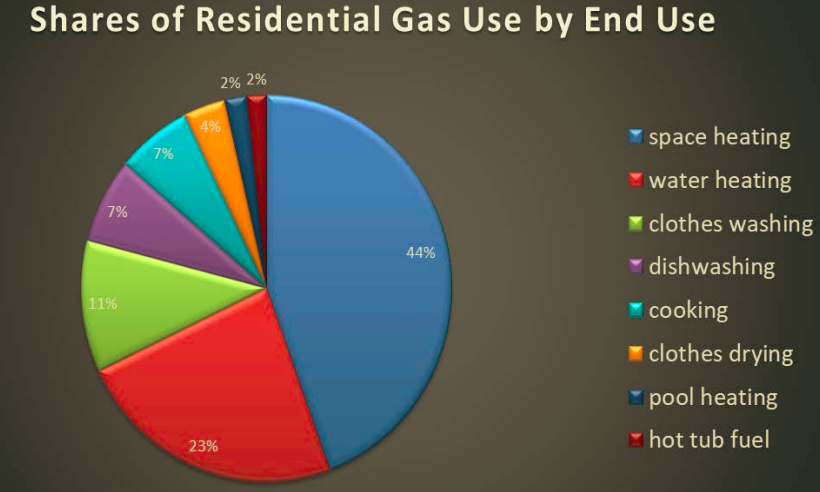 Shares of Residential Gas Use by End Use
2% 2%
4%
7%
7%
11%
23%
44%
space heating
water heating
clothes washing
dishwashing
cooking
clothes drying
pool heating
hot tub fuel